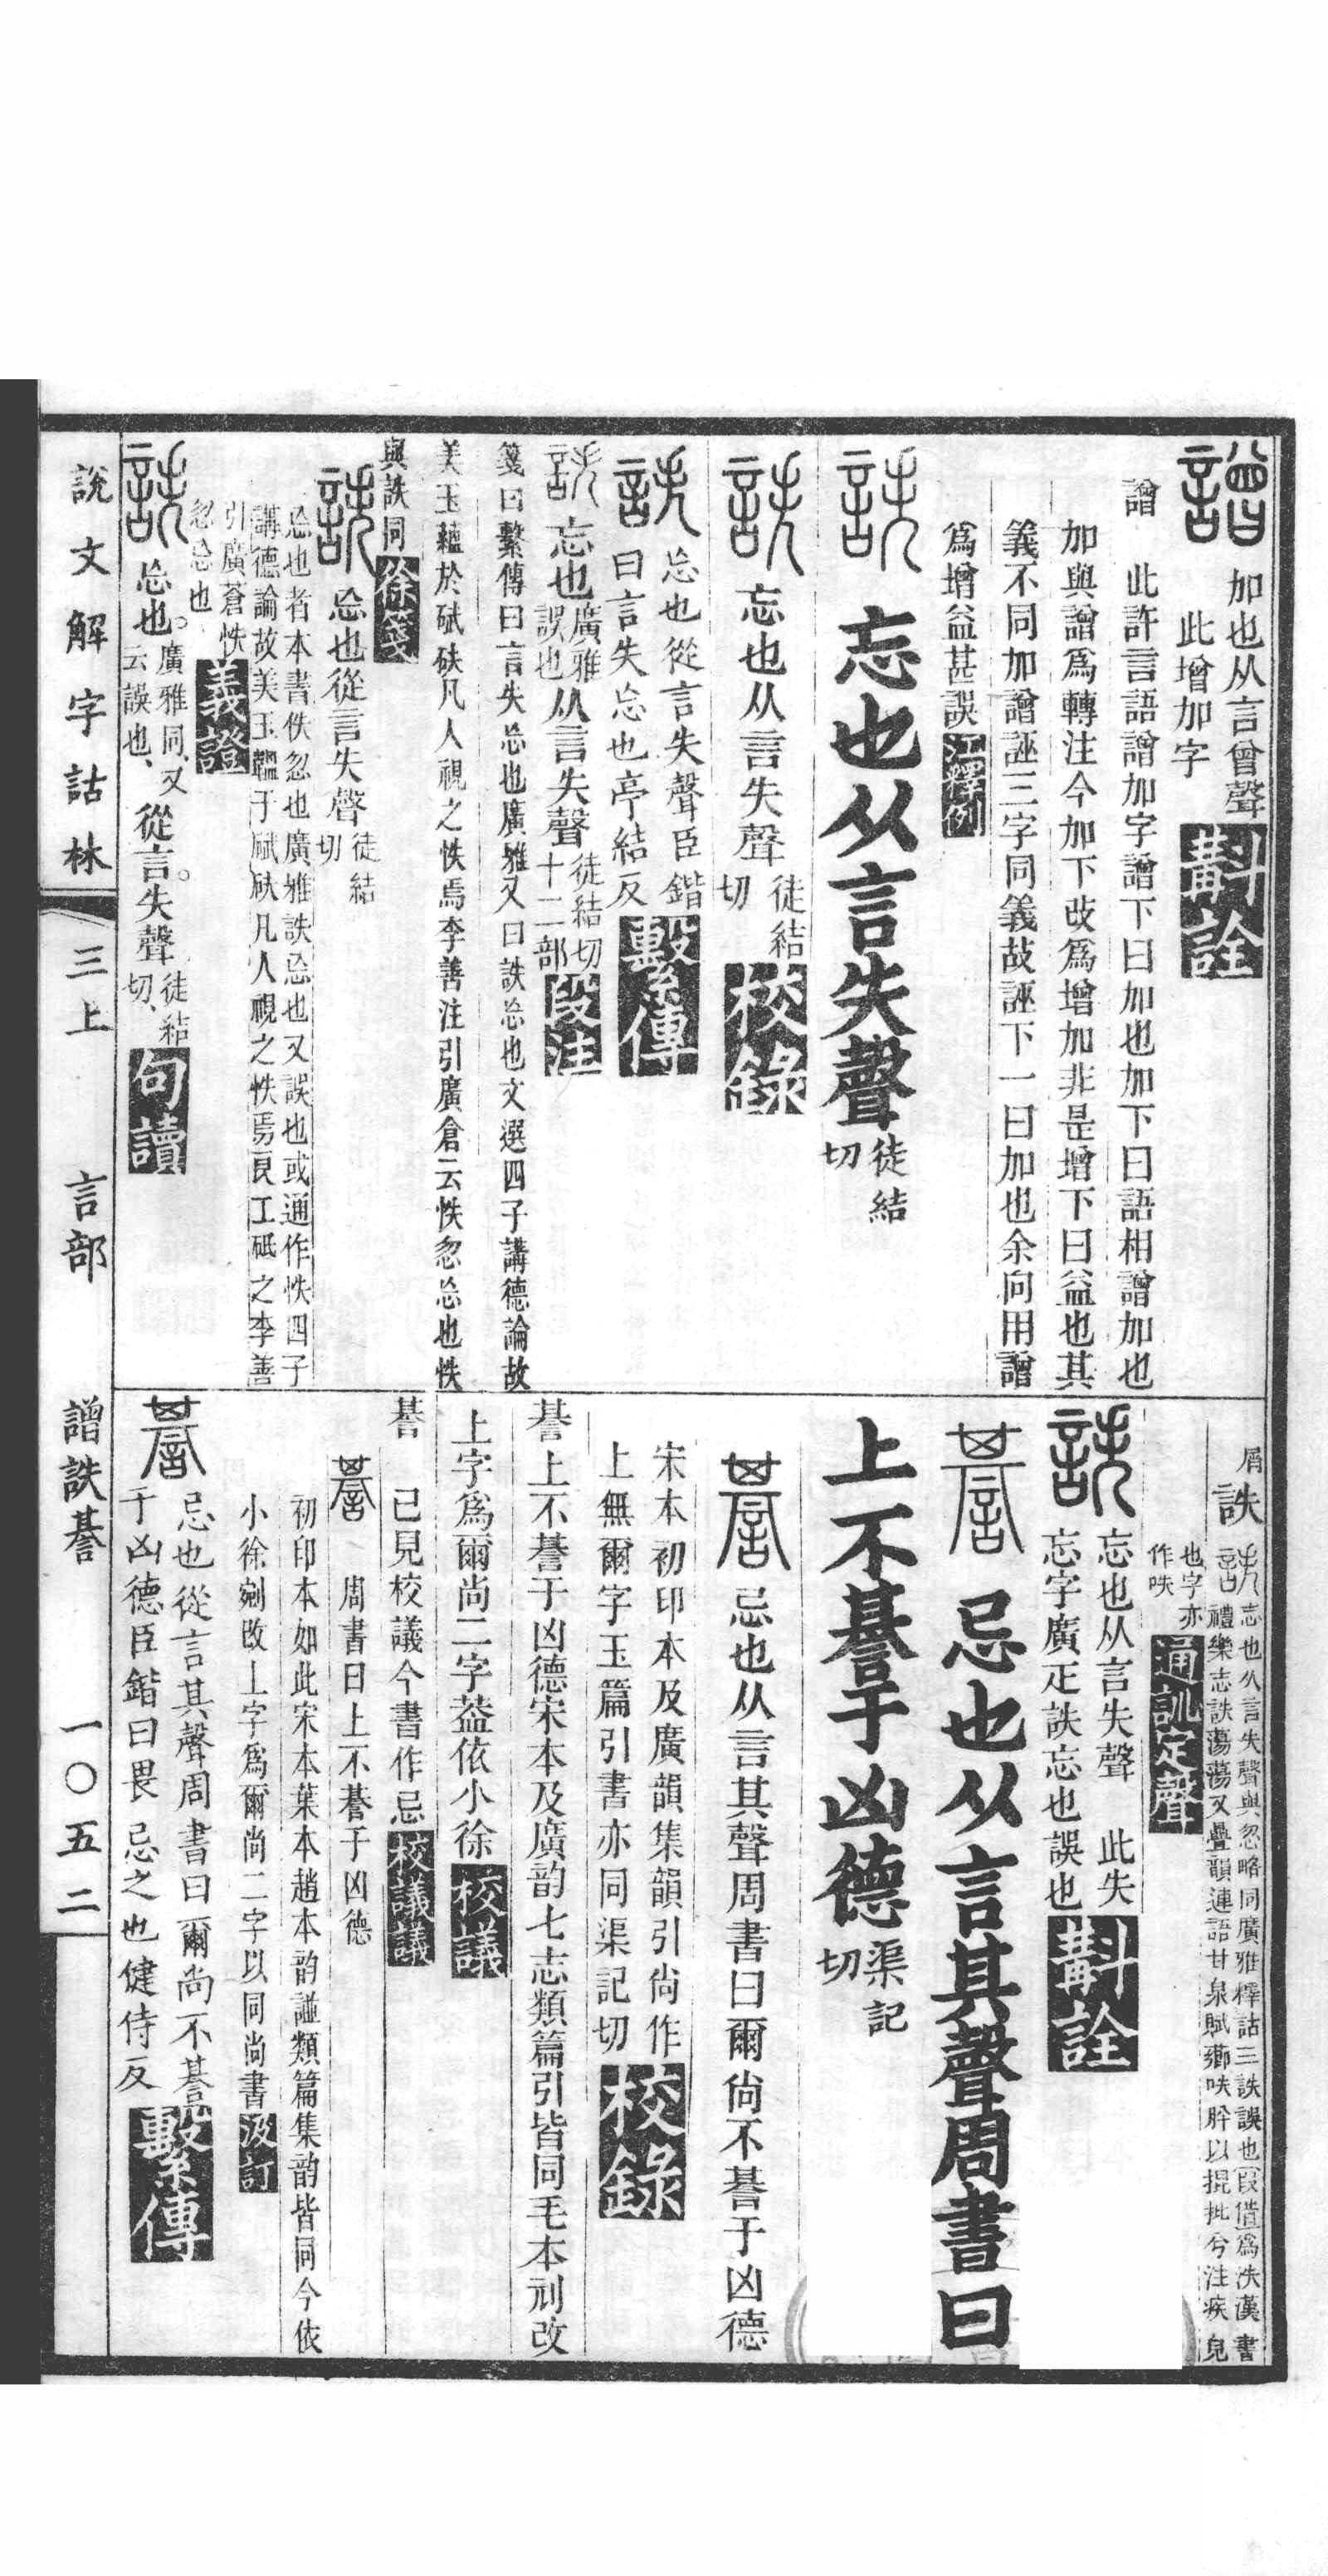 譄 加也从言曾聲
此增加字 斠詮
譄 此許言語譄加字譄下曰加也加下曰語相譄加也
加與譄爲轉注今加下改爲增加非是增下曰益也其
義不同加譄誣三字同義故誣下一曰加也余向用譄
爲增益甚誤 江釋例
詄 忘也从言失聲 徒結
切
詄 忘也从言失聲 徒結
切 校錄
詄 忘也從言失聲臣鍇
曰言失忘也亭結反 繫傳
詄 忘也 廣雅
誤也 从言失聲 徒結切
十二部 段注
箋曰繫傳曰言失忘也廣雅又曰詄忘也文選四子講德論故
美玉蘊於碔砆凡人視之怢焉李善注引廣倉云怢忽忘也怢
與詄同 徐箋
詄 忘也從言失聲 徒結
切
忘也者本書佚忽也廣雅詄忘也又誤也或通作怢四子
講德論故美玉韞于碔砆凡人視之怢焉良工砥之李善
引廣蒼怢
忽忘也 義證
詄 忘也。廣雅同、又
云誤也、 從言失聲。徒結
切、 句讀
屑
詄
詄 忘也从言失聲與忽略同廣雅釋詁三詄誤也叚借爲泆漢書
禮樂志詄蕩蕩又疊韻連語甘泉賦薌呹肸以掍批兮注疾皃
也字亦
作呹 通訓定聲
詄 忘也从言失聲 此失
忘字廣疋詄忘也誤也 斠詮
諅 忌也从言其聲周書曰
上不諅于凶德 渠記
切
諅 忌也从言其聲周書曰爾尙不諅于凶德
宋本初印本及廣韻集韻引尙作
上無爾字玉篇引書亦同渠記切 校錄
諅 上不諅于凶德宋本及廣韵七志類篇引皆同毛本刓改
上字爲爾尚二字葢依小徐 校議
諅 已見校議今書作忌 校議議
諅 周書曰上不諅于凶德
初印本如此宋本葉本趙本韵譜類篇集韵皆同今依
小徐剜改上字爲爾尚二字以同尚書 汲訂
諅 忌也從言其聲周書曰爾尚不諅
于凶德臣鍇曰畏忌之也健侍反 繫傳
說文解字詁林 三上 言部 譄詄諅 一〇五二